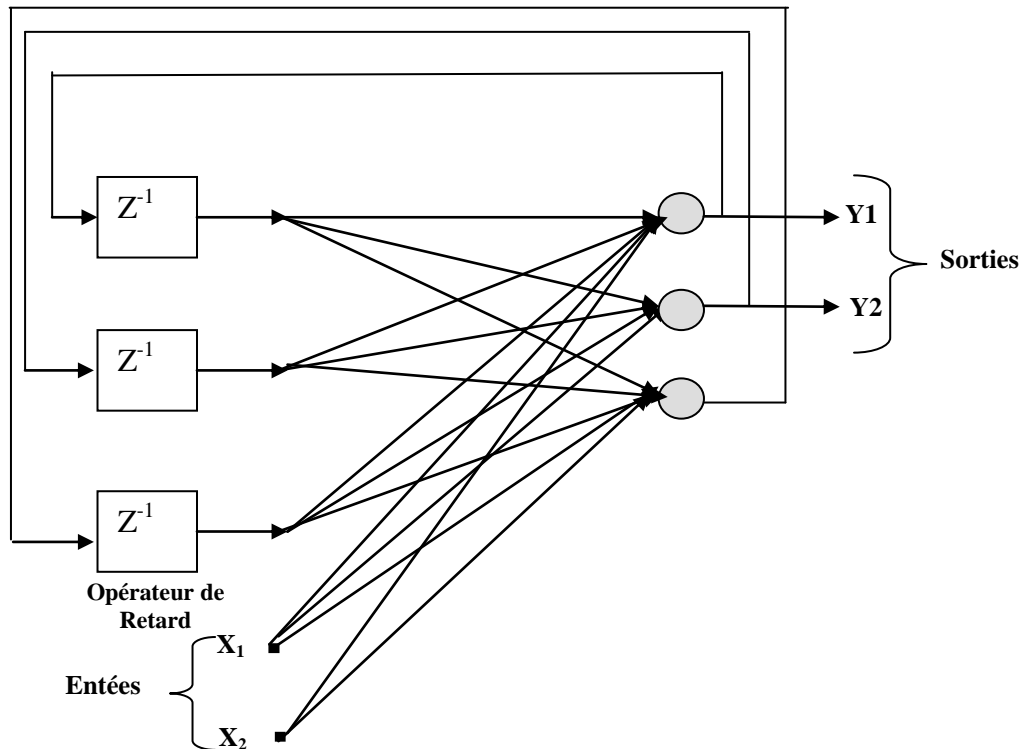 Z⁻¹
Y1
Sorties
Z⁻¹
Y2
Z⁻¹
Opérateur de
Retard
X₁
Entées
X₂